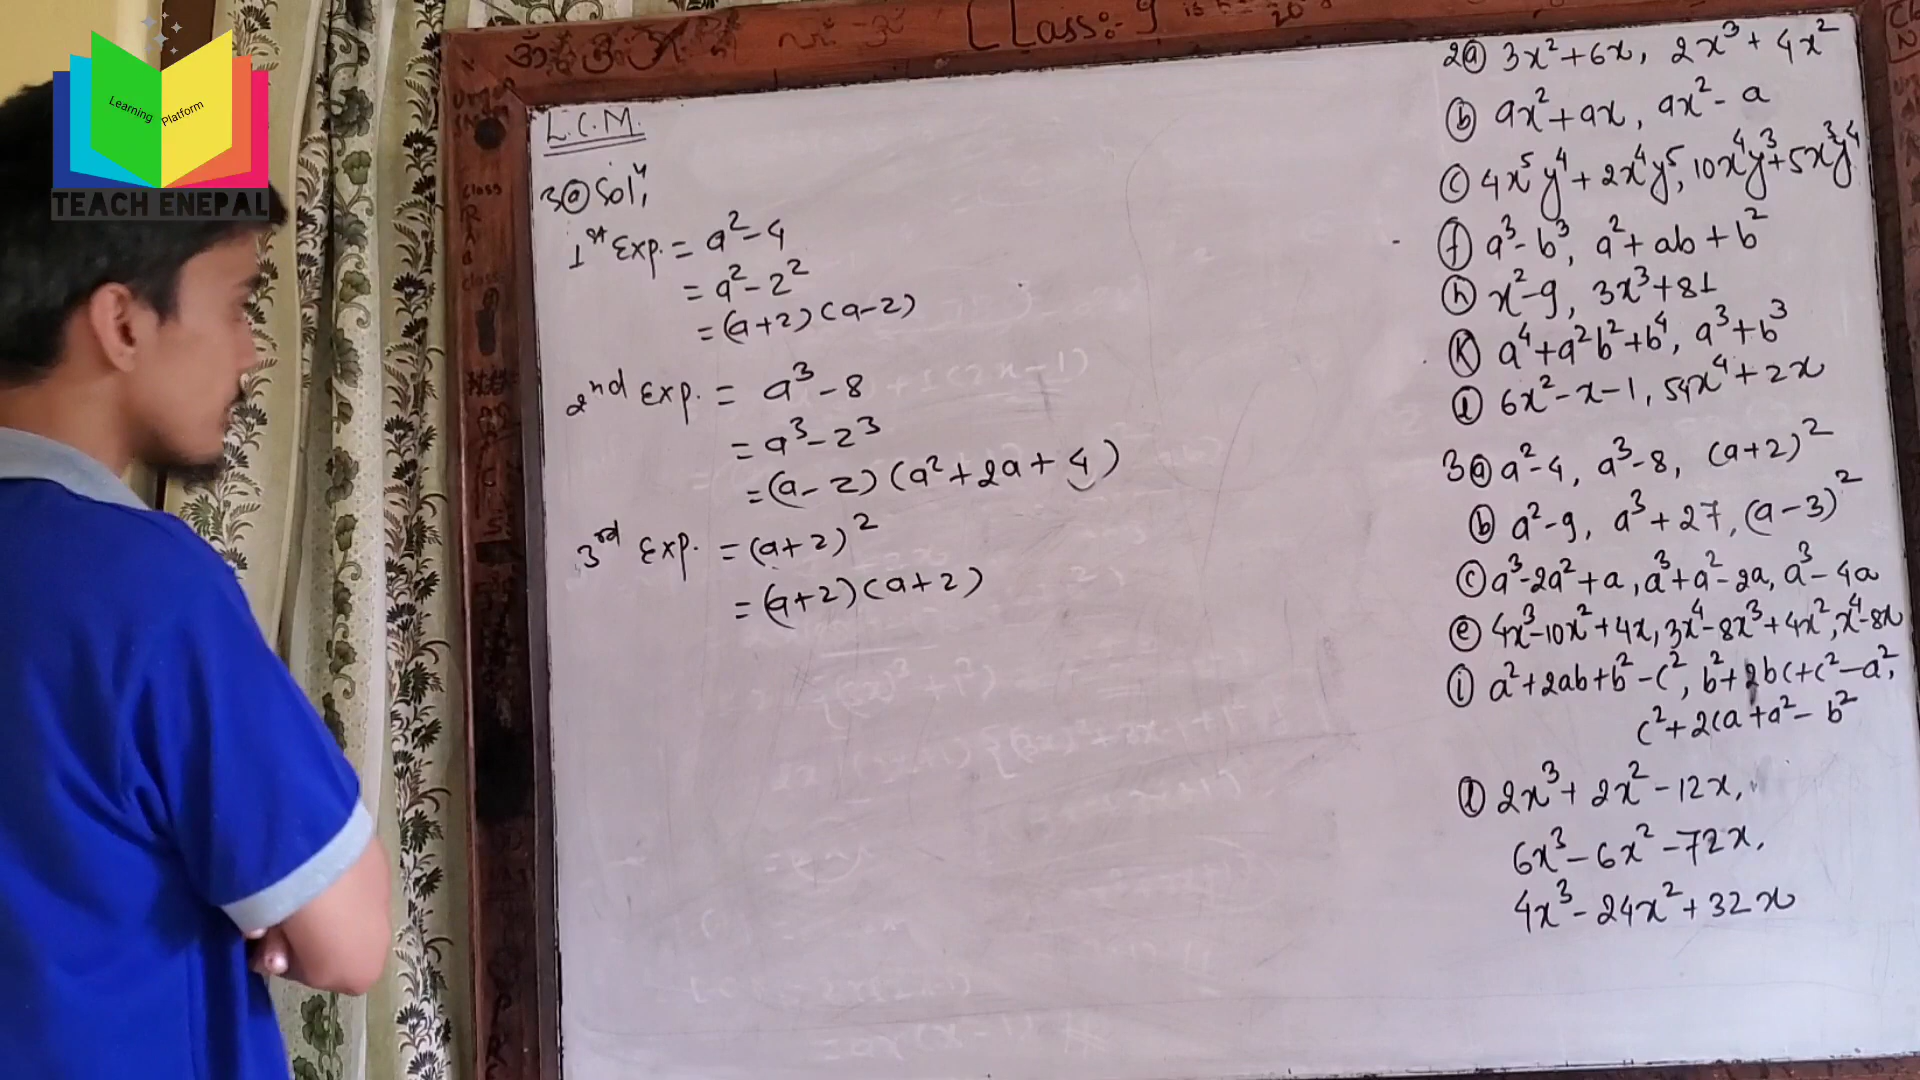 Learning Platform
TEACH ENEPAL
Class:- 9
L.C.M.
3(a) Solⁿ,
1st Exp. = a² - 4
= a² - 2²
= (a+2)(a-2)
2nd Exp. = a³ - 8
= a³ - 2³
= (a-2)(a² + 2a + 4)
3rd Exp. = (a+2)²
= (a+2)(a+2)
2(a) 3x² + 6x, 2x³ + 4x²
(b) ax² + ax, ax² - a
(c) 4x⁵y⁴ + 2x⁴y⁵, 10x⁴y³ + 5x³y⁴
(f) a³ - b³, a² + ab + b²
(h) x² - 9, 3x³ + 81
(k) a⁴ + a²b² + b⁴, a³ + b³
(l) 6x² - x - 1, 54x⁴ + 2x
3(a) a² - 4, a³ - 8, (a+2)²
(b) a² - 9, a³ + 27, (a-3)²
(c) a³ - 2a² + a, a³ + a² - 2a, a³ - 4a
(e) 4x³ - 10x² + 4x, 3x⁴ - 8x³ + 4x², x⁴ - 8x
(i) a² + 2ab + b² - c², b² + 2bc + c² - a²,
c² + 2ca + a² - b²
(l) 2x³ + 2x² - 12x,
6x³ - 6x² - 72x,
4x³ - 24x² + 32x